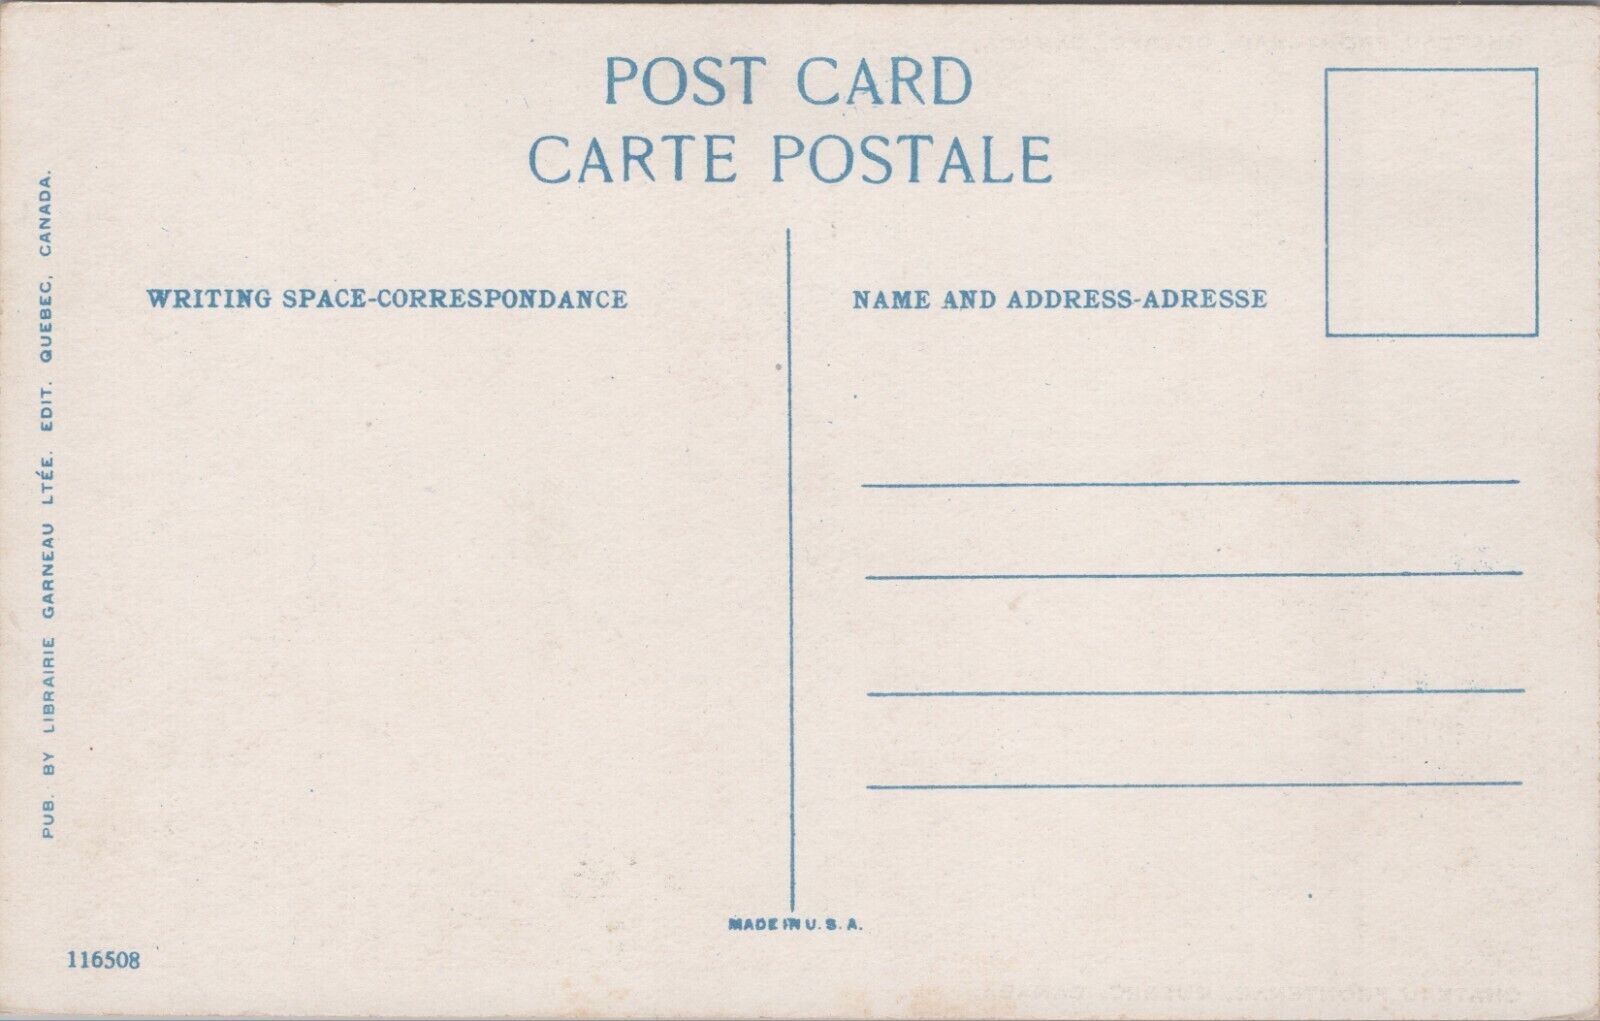 POST CARD
CARTE POSTALE
WRITING SPACE-CORRESPONDANCE
NAME AND ADDRESS-ADRESSE
PUB. BY LIBRAIRIE GARNEAU LTÉE. EDIT. QUEBEC, CANADA.
MADE IN U. S. A.
116508